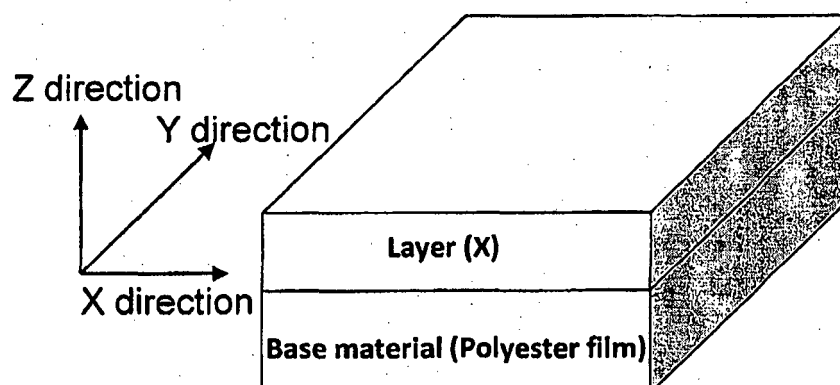 Z direction
Y direction
X direction
Layer (X)
Base material (Polyester film)